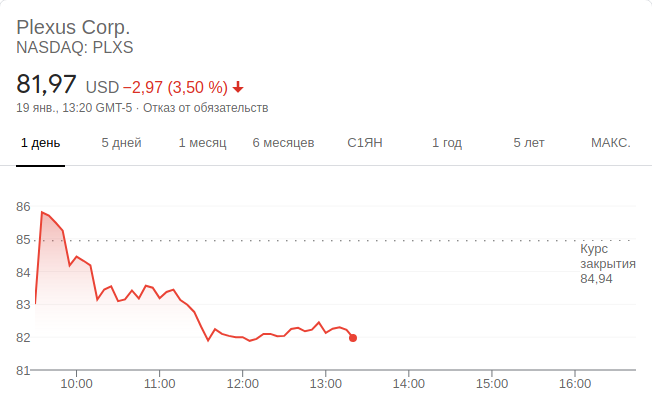 Plexus Corp.
NASDAQ: PLXS
81,97 USD −2,97 (3,50 %)
19 янв., 13:20 GMT-5 · Отказ от обязательств
1 день 5 дней 1 месяц 6 месяцев С1ЯН 1 год 5 лет МАКС.
86
85
Курс
закрытия
84,94
84
83
82
81
10:00 11:00 12:00 13:00 14:00 15:00 16:00